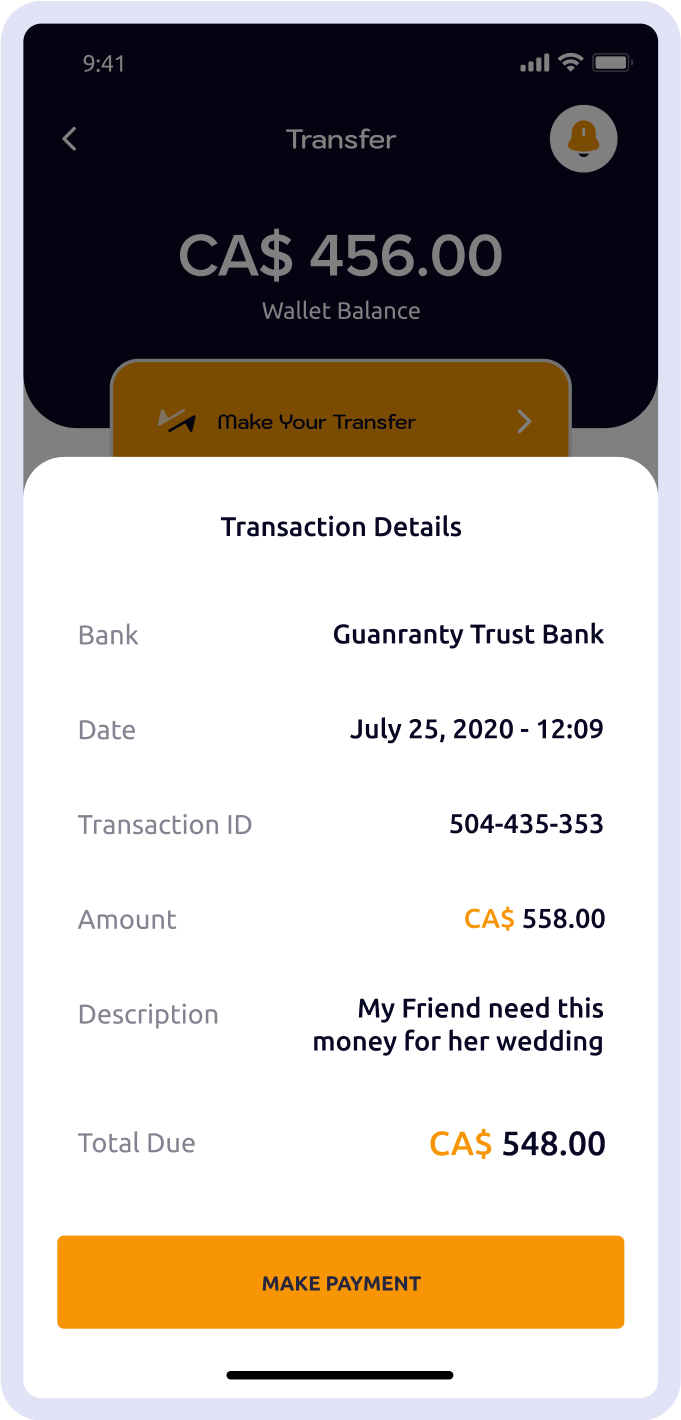 9:41
Transfer
CA$ 456.00
Wallet Balance
Make Your Transfer
Transaction Details
Bank Guanranty Trust Bank
Date July 25, 2020 - 12:09
Transaction ID 504-435-353
Amount CA$ 558.00
Description My Friend need this
money for her wedding
Total Due CA$ 548.00
MAKE PAYMENT